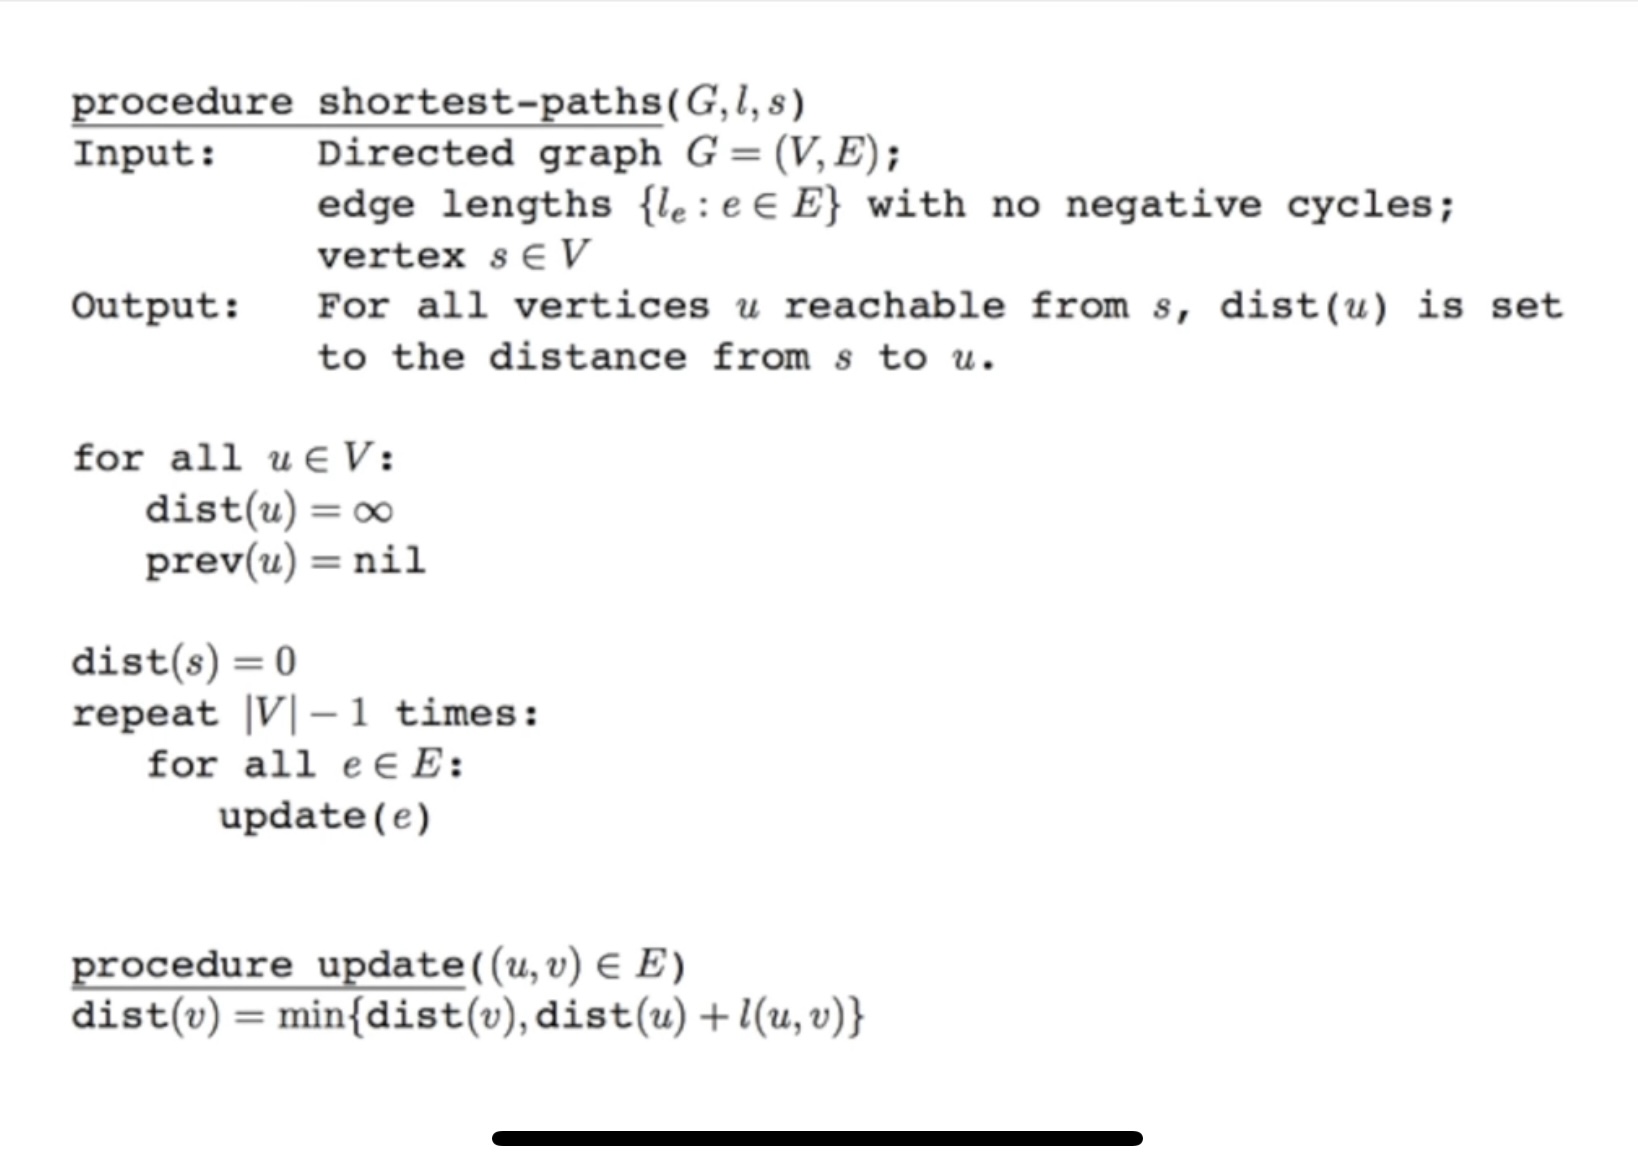 procedure shortest-paths(G, l, s)
Input: Directed graph G = (V, E);
edge lengths {lₑ : e ∈ E} with no negative cycles;
vertex s ∈ V
Output: For all vertices u reachable from s, dist(u) is set
to the distance from s to u.
for all u ∈ V:
dist(u) = ∞
prev(u) = nil
dist(s) = 0
repeat |V| − 1 times:
for all e ∈ E:
update(e)
procedure update((u, v) ∈ E)
dist(v) = min{dist(v), dist(u) + l(u, v)}